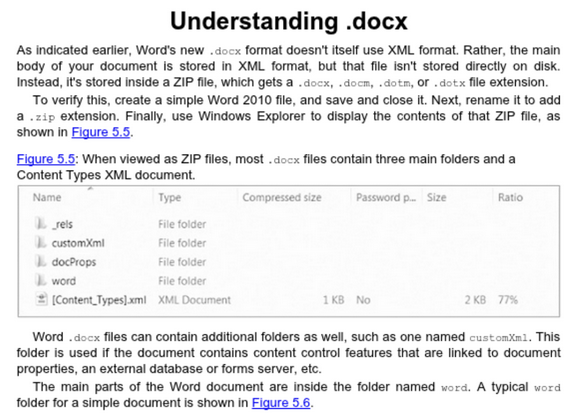 Understanding .docx
As indicated earlier, Word's new .docx format doesn't itself use XML format. Rather, the main
body of your document is stored in XML format, but that file isn't stored directly on disk.
Instead, it's stored inside a ZIP file, which gets a .docx, .docm, .dotm, or .dotx file extension.
To verify this, create a simple Word 2010 file, and save and close it. Next, rename it to add
a .zip extension. Finally, use Windows Explorer to display the contents of that ZIP file, as
shown in Figure 5.5.
Figure 5.5: When viewed as ZIP files, most .docx files contain three main folders and a
Content Types XML document.
Name Type Compressed size Password p... Size Ratio
_rels File folder
customXml File folder
docProps File folder
word File folder
[Content_Types].xml XML Document 1 KB No 2 KB 77%
Word .docx files can contain additional folders as well, such as one named customXml. This
folder is used if the document contains content control features that are linked to document
properties, an external database or forms server, etc.
The main parts of the Word document are inside the folder named word. A typical word
folder for a simple document is shown in Figure 5.6.